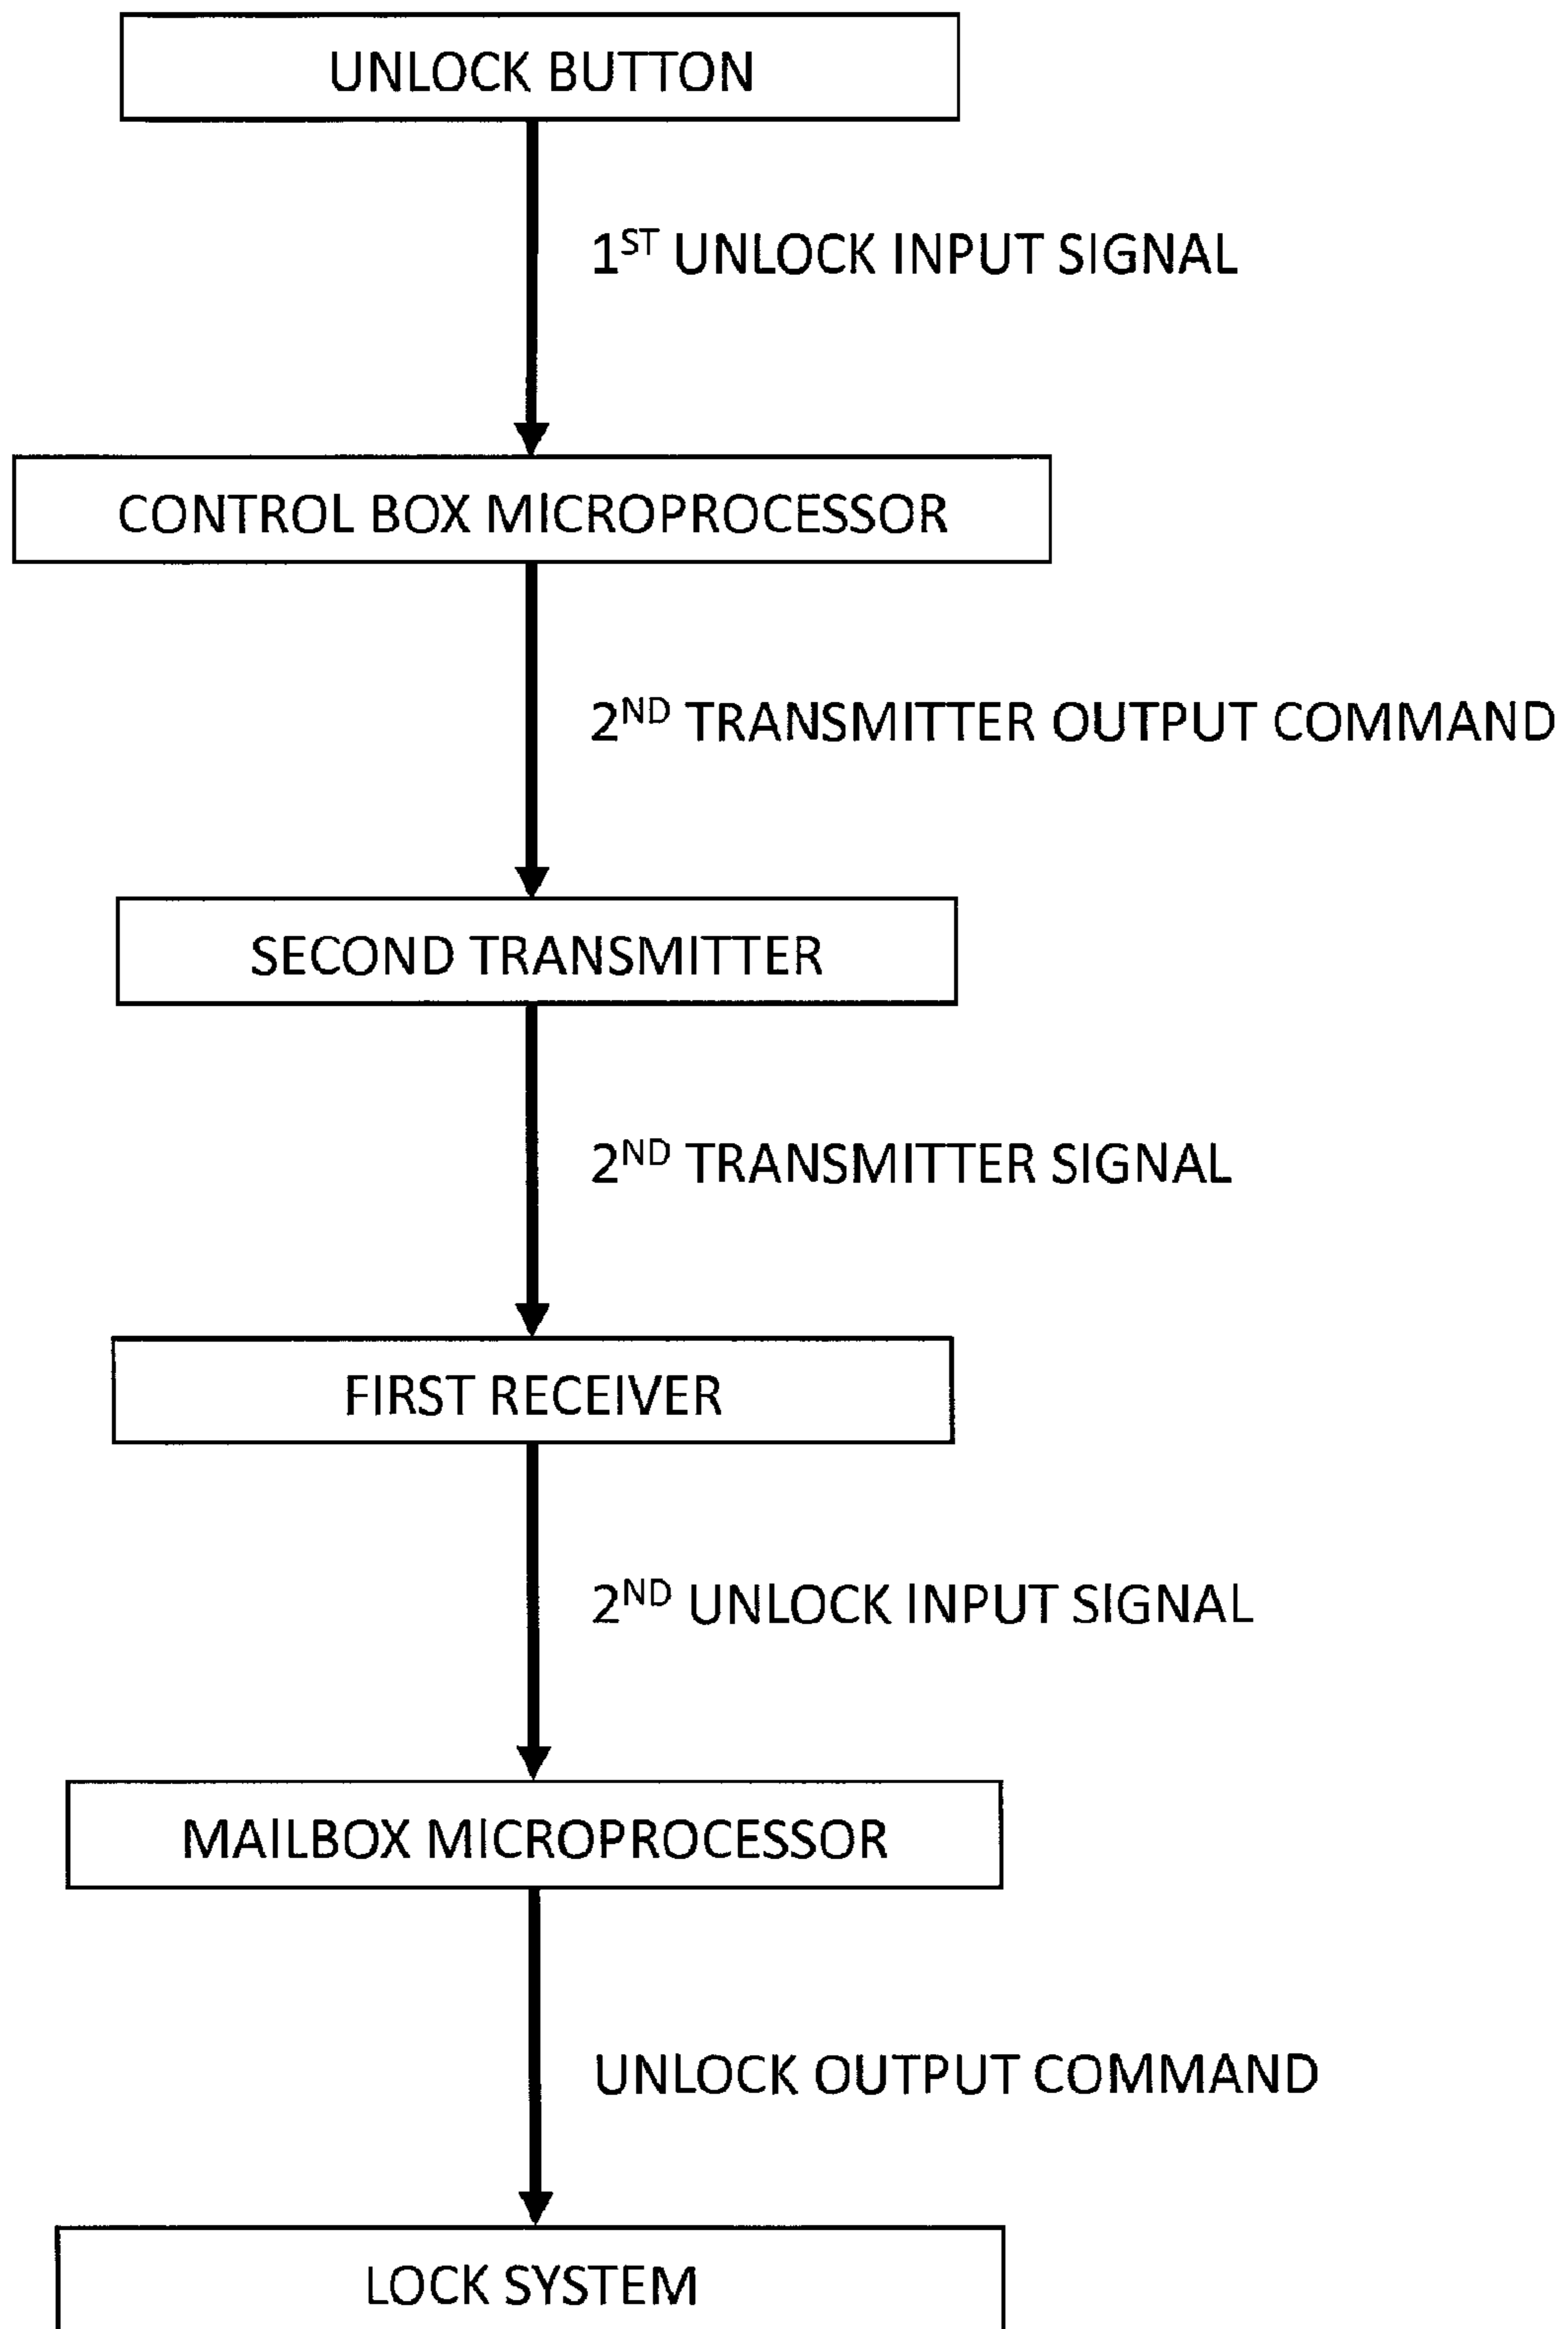 UNLOCK BUTTON
1ST UNLOCK INPUT SIGNAL
CONTROL BOX MICROPROCESSOR
2ND TRANSMITTER OUTPUT COMMAND
SECOND TRANSMITTER
2ND TRANSMITTER SIGNAL
FIRST RECEIVER
2ND UNLOCK INPUT SIGNAL
MAILBOX MICROPROCESSOR
UNLOCK OUTPUT COMMAND
LOCK SYSTEM